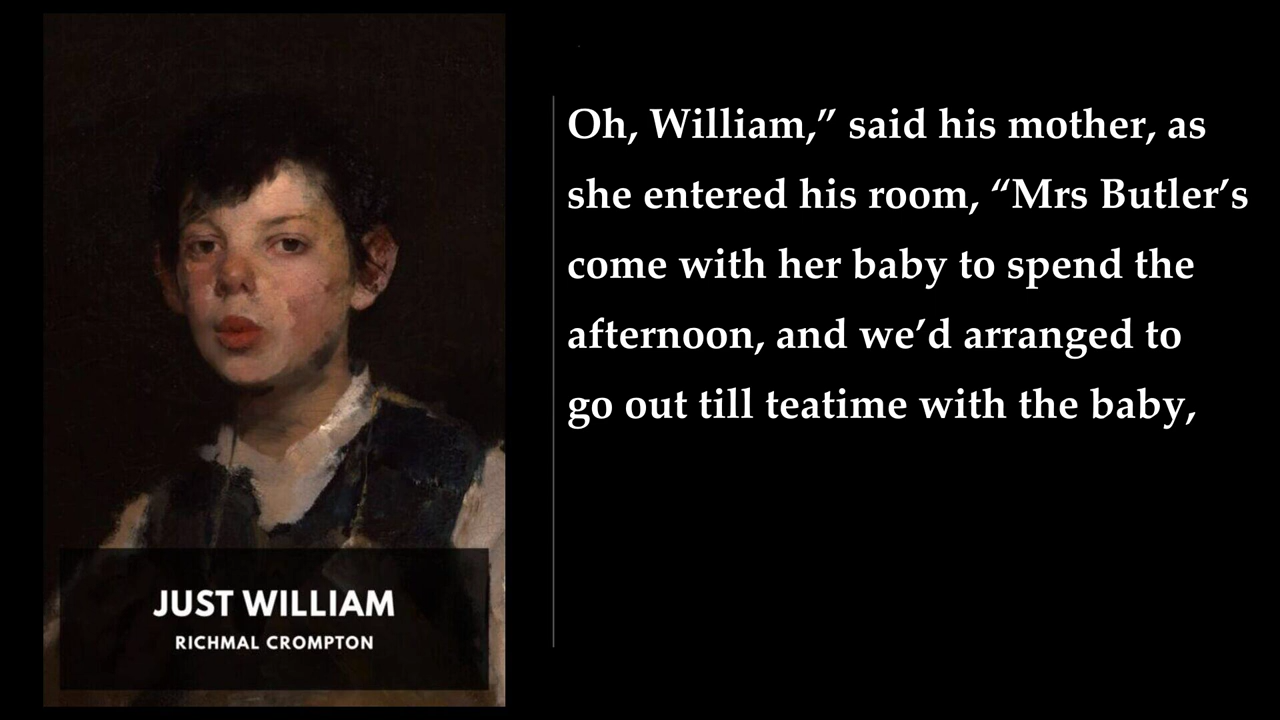 JUST WILLIAM
RICHMAL CROMPTON
Oh, William,” said his mother, as
she entered his room, “Mrs Butler’s
come with her baby to spend the
afternoon, and we’d arranged to
go out till teatime with the baby,